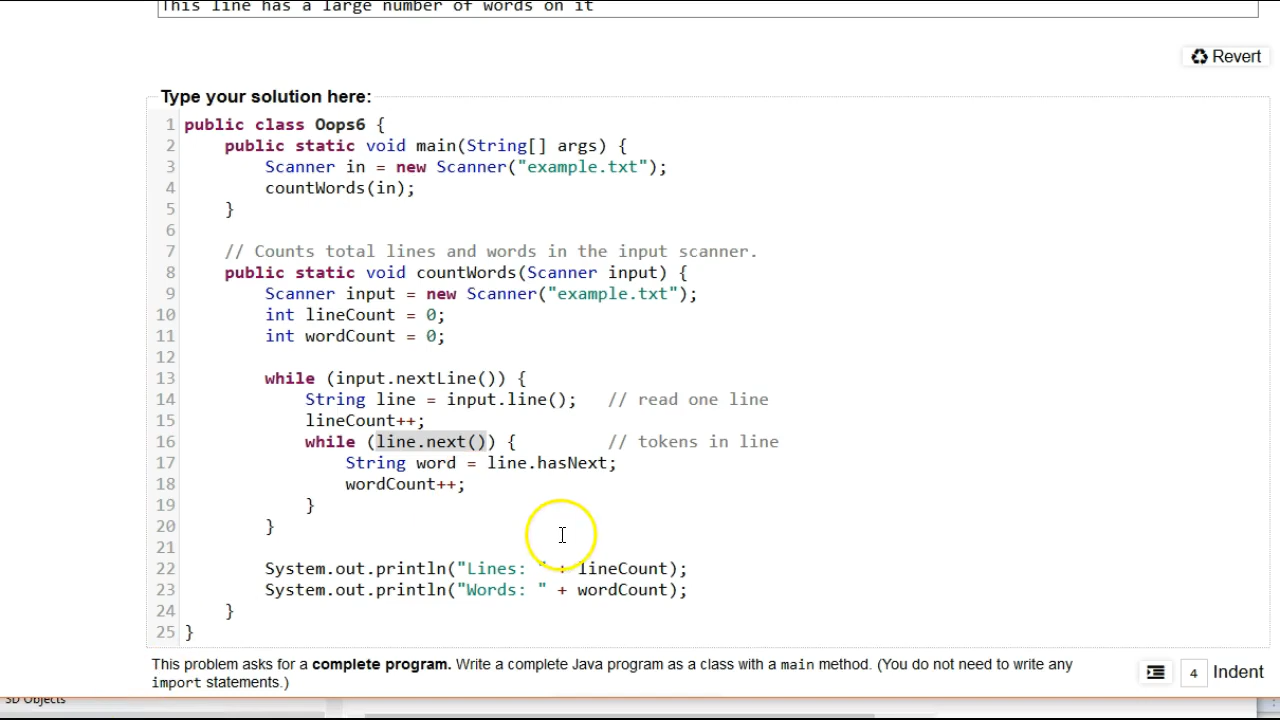 This line has a large number of words on it
Revert
Type your solution here:
1 public class Oops6 {
2     public static void main(String[] args) {
3         Scanner in = new Scanner("example.txt");
4         countWords(in);
5     }
6
7     // Counts total lines and words in the input scanner.
8     public static void countWords(Scanner input) {
9         Scanner input = new Scanner("example.txt");
10         int lineCount = 0;
11         int wordCount = 0;
12
13         while (input.nextLine()) {
14             String line = input.line();   // read one line
15             lineCount++;
16             while (line.next()) {         // tokens in line
17                 String word = line.hasNext;
18                 wordCount++;
19             }
20         }
21
22         System.out.println("Lines: " + lineCount);
23         System.out.println("Words: " + wordCount);
24     }
25 }
This problem asks for a complete program. Write a complete Java program as a class with a main method. (You do not need to write any
import statements.)
4 Indent
3D Objects